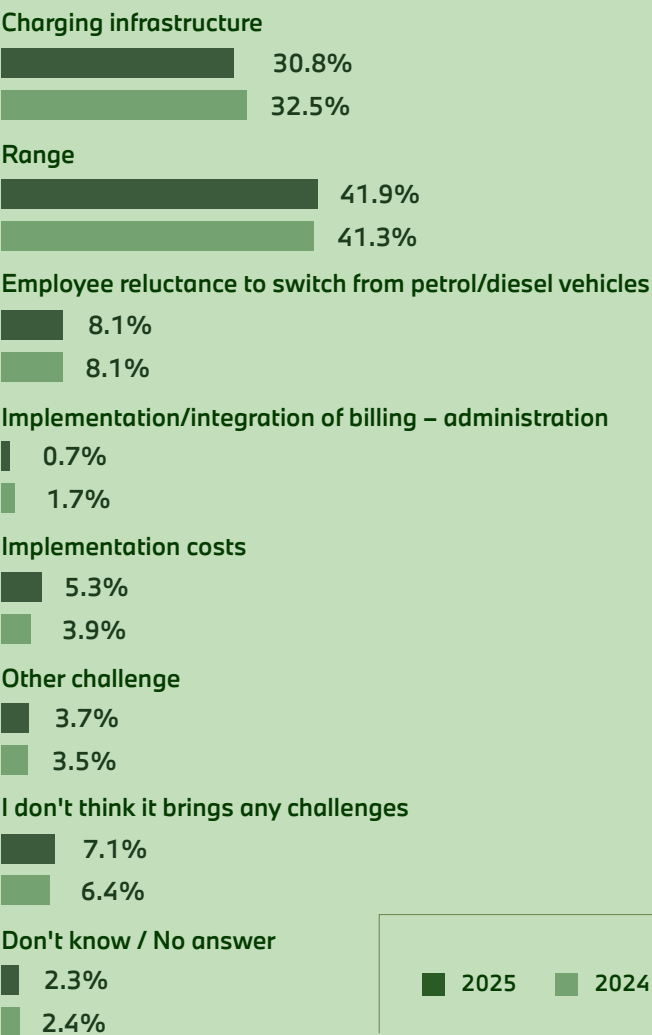 Charging infrastructure
30.8%
32.5%
Range
41.9%
41.3%
Employee reluctance to switch from petrol/diesel vehicles
8.1%
8.1%
Implementation/integration of billing – administration
0.7%
1.7%
Implementation costs
5.3%
3.9%
Other challenge
3.7%
3.5%
I don't think it brings any challenges
7.1%
6.4%
Don't know / No answer
2.3%
2.4%
2025 2024